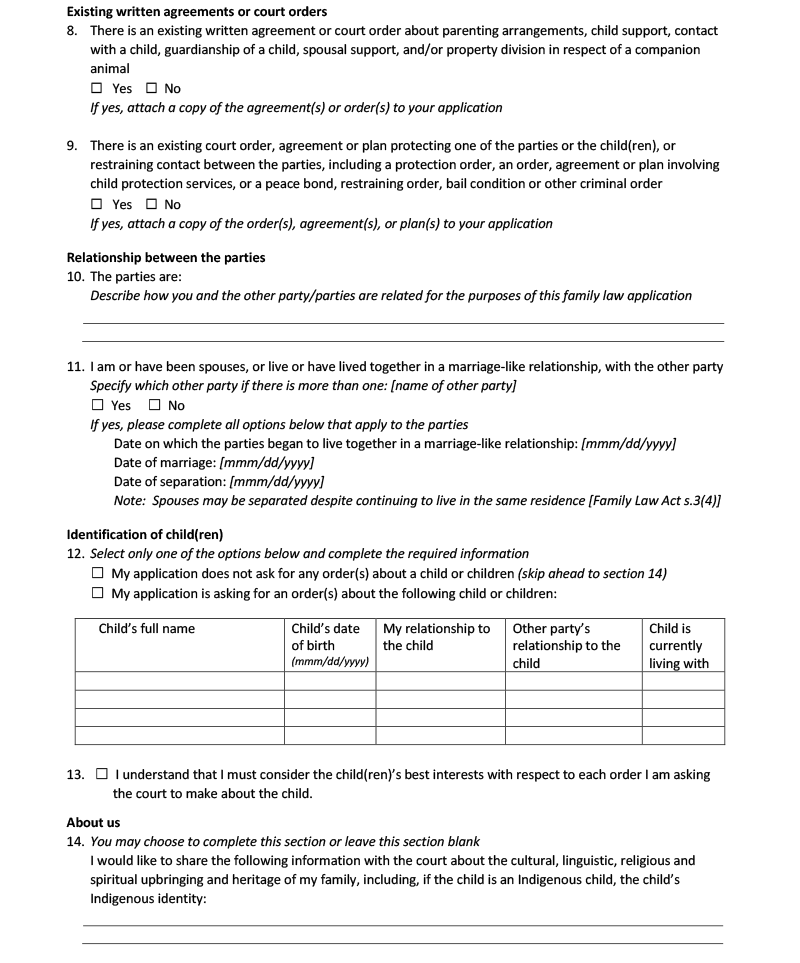 Existing written agreements or court orders
8. There is an existing written agreement or court order about parenting arrangements, child support, contact
with a child, guardianship of a child, spousal support, and/or property division in respect of a companion
animal
☐ Yes ☐ No
If yes, attach a copy of the agreement(s) or order(s) to your application
9. There is an existing court order, agreement or plan protecting one of the parties or the child(ren), or
restraining contact between the parties, including a protection order, an order, agreement or plan involving
child protection services, or a peace bond, restraining order, bail condition or other criminal order
☐ Yes ☐ No
If yes, attach a copy of the order(s), agreement(s), or plan(s) to your application
Relationship between the parties
10. The parties are:
Describe how you and the other party/parties are related for the purposes of this family law application
11. I am or have been spouses, or live or have lived together in a marriage-like relationship, with the other party
Specify which other party if there is more than one: [name of other party]
☐ Yes ☐ No
If yes, please complete all options below that apply to the parties
Date on which the parties began to live together in a marriage-like relationship: [mmm/dd/yyyy]
Date of marriage: [mmm/dd/yyyy]
Date of separation: [mmm/dd/yyyy]
Note: Spouses may be separated despite continuing to live in the same residence [Family Law Act s.3(4)]
Identification of child(ren)
12. Select only one of the options below and complete the required information
☐ My application does not ask for any order(s) about a child or children (skip ahead to section 14)
☐ My application is asking for an order(s) about the following child or children:
Child's full name
Child's date
of birth
(mmm/dd/yyyy)
My relationship to
the child
Other party's
relationship to the
child
Child is
currently
living with
13. ☐ I understand that I must consider the child(ren)'s best interests with respect to each order I am asking
the court to make about the child.
About us
14. You may choose to complete this section or leave this section blank
I would like to share the following information with the court about the cultural, linguistic, religious and
spiritual upbringing and heritage of my family, including, if the child is an Indigenous child, the child's
Indigenous identity: